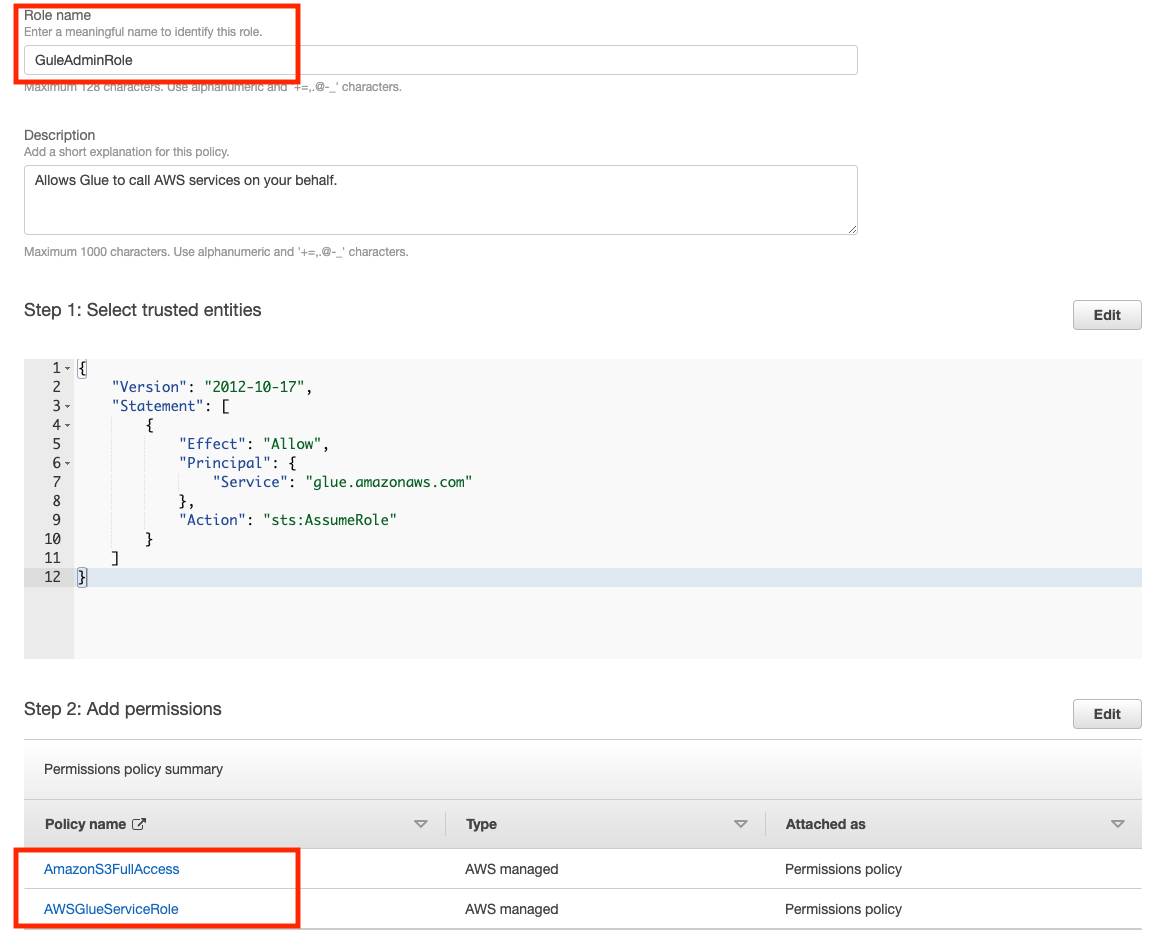 Role name
Enter a meaningful name to identify this role.
GuleAdminRole
Maximum 128 characters. Use alphanumeric and '+=,.@-_' characters.
Description
Add a short explanation for this policy.
Allows Glue to call AWS services on your behalf.
Maximum 1000 characters. Use alphanumeric and '+=,.@-_' characters.
Step 1: Select trusted entities
Edit
1 {
2     "Version": "2012-10-17",
3     "Statement": [
4         {
5             "Effect": "Allow",
6             "Principal": {
7                 "Service": "glue.amazonaws.com"
8             },
9             "Action": "sts:AssumeRole"
10         }
11     ]
12 }
Step 2: Add permissions
Edit
Permissions policy summary
Policy name Type Attached as
AmazonS3FullAccess AWS managed Permissions policy
AWSGlueServiceRole AWS managed Permissions policy